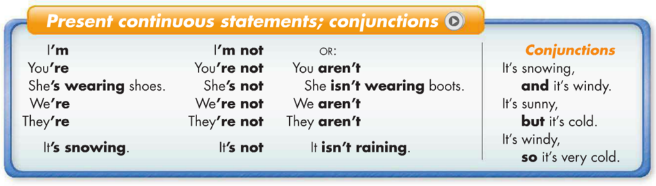 Present continuous statements; conjunctions
I'm I'm not OR:
You're You're not You aren't
She's wearing shoes. She's not She isn't wearing boots.
We're We're not We aren't
They're They're not They aren't
It's snowing. It's not It isn't raining.
Conjunctions
It's snowing,
and it's windy.
It's sunny,
but it's cold.
It's windy,
so it's very cold.